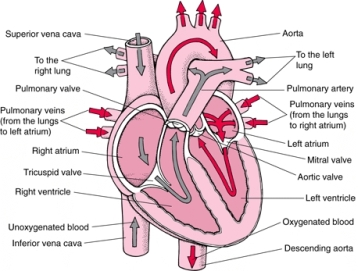 Superior vena cava
To the
right lung
Pulmonary valve
Pulmonary veins
(from the lungs
to left atrium)
Right atrium
Tricuspid valve
Right ventricle
Unoxygenated blood
Inferior vena cava
Aorta
To the left
lung
Pulmonary artery
Pulmonary veins
(from the lungs
to right atrium)
Left atrium
Mitral valve
Aortic valve
Left ventricle
Oxygenated blood
Descending aorta